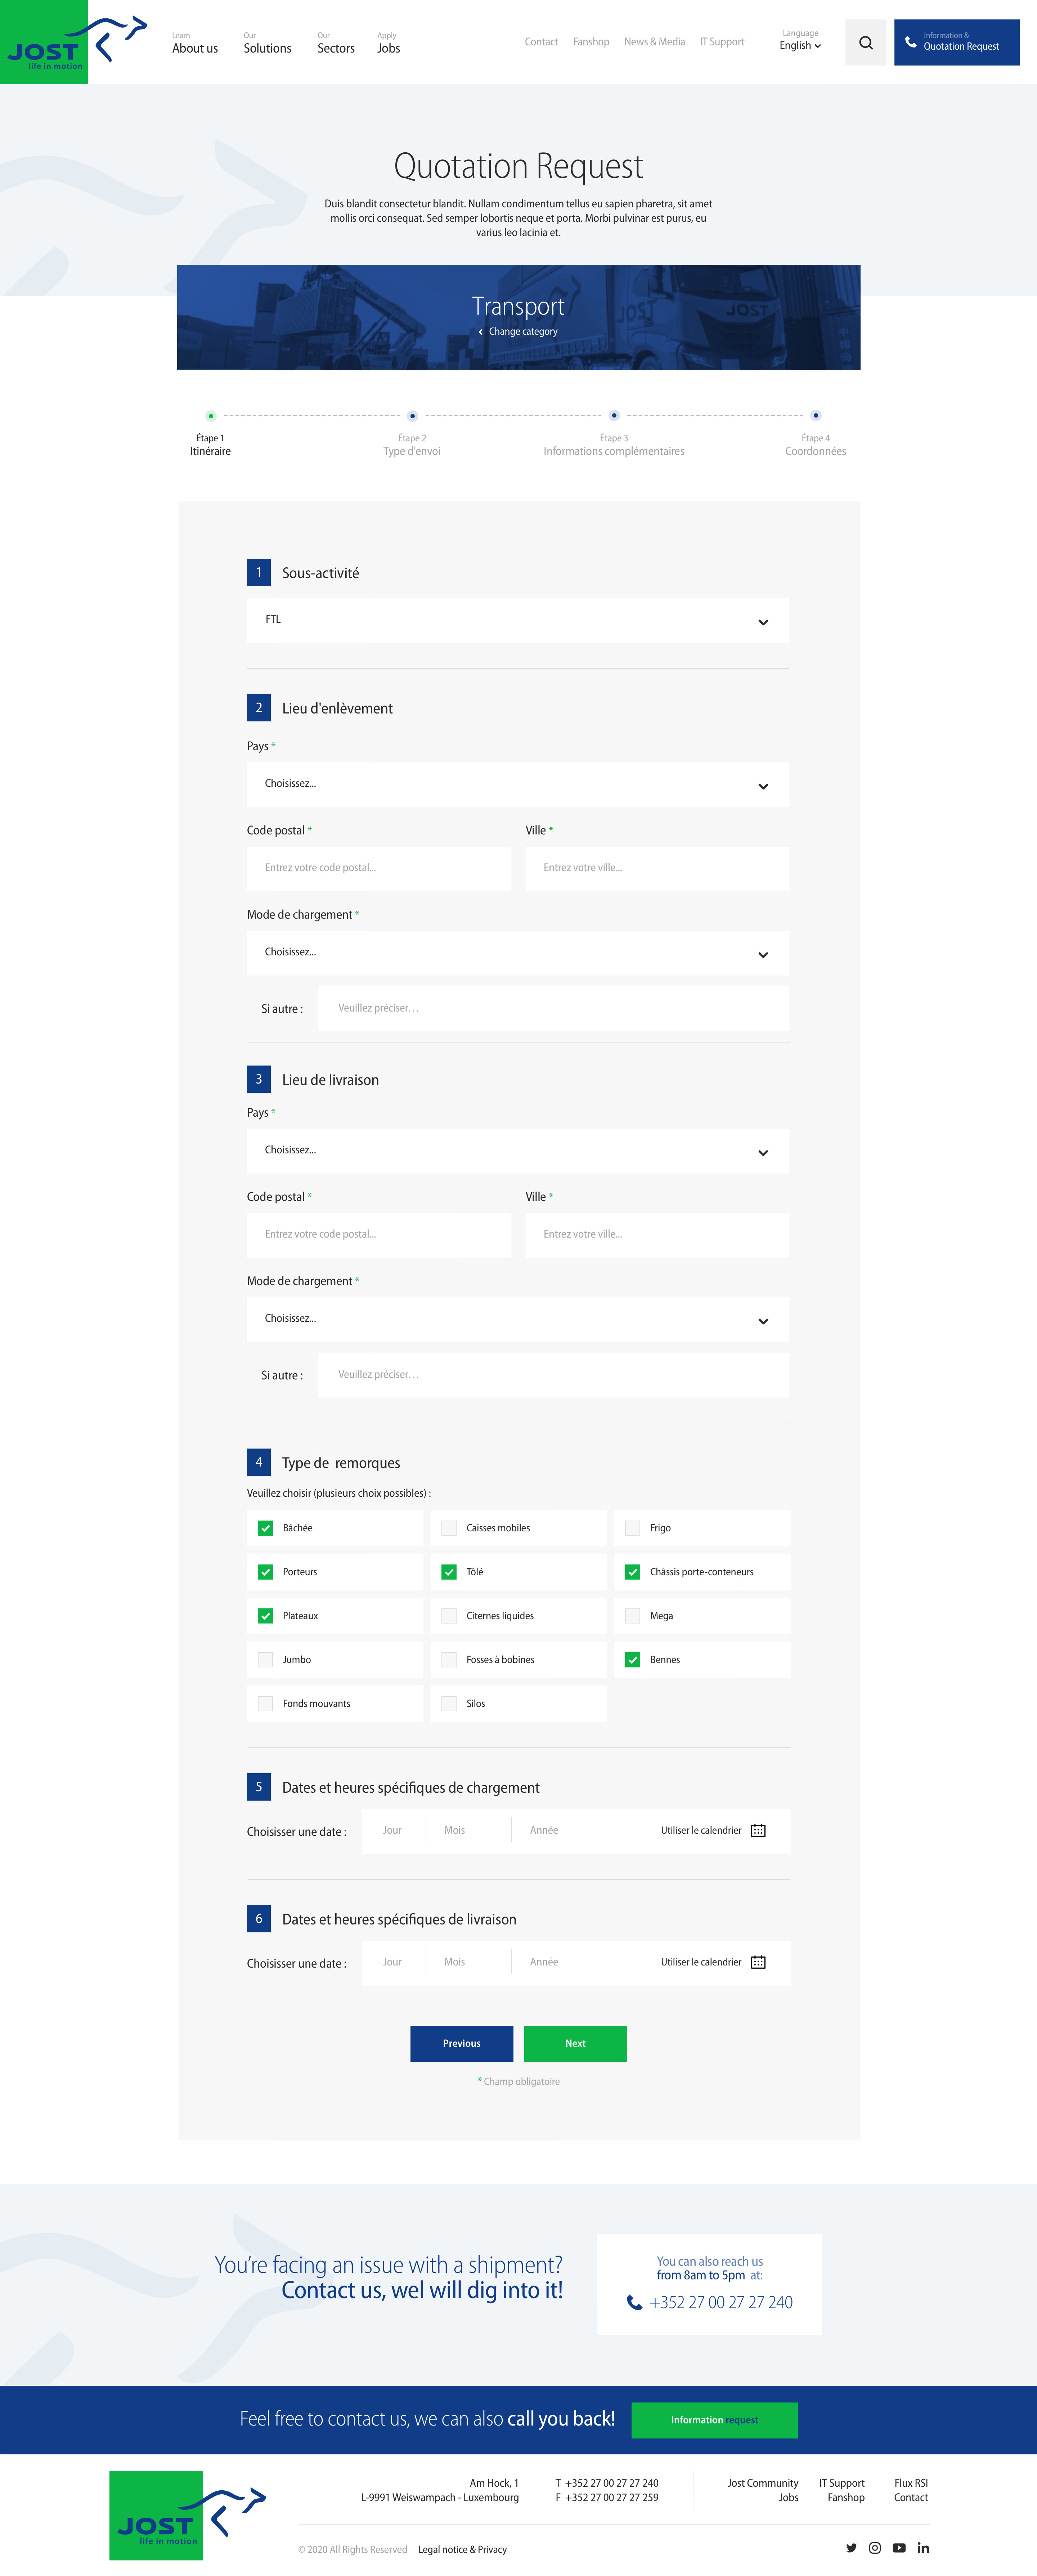 JOST
life in motion
Learn
About us
Our
Solutions
Our
Sectors
Apply
Jobs
Contact
Fanshop
News & Media
IT Support
Language
English
Information &
Quotation Request
Quotation Request
Duis blandit consectetur blandit. Nullam condimentum tellus eu sapien pharetra, sit amet
mollis orci consequat. Sed semper lobortis neque et porta. Morbi pulvinar est purus, eu
varius leo lacinia et.
JOST
JOST
Transport
Change category
Étape 1
Itinéraire
Étape 2
Type d'envoi
Étape 3
Informations complémentaires
Étape 4
Coordonnées
1 Sous-activité
FTL
2 Lieu d'enlèvement
Pays *
Choisissez...
Code postal *
Ville *
Entrez votre code postal...
Entrez votre ville...
Mode de chargement *
Choisissez...
Si autre :
Veuillez préciser…
3 Lieu de livraison
Pays *
Choisissez...
Code postal *
Ville *
Entrez votre code postal...
Entrez votre ville...
Mode de chargement *
Choisissez...
Si autre :
Veuillez préciser…
4 Type de remorques
Veuillez choisir (plusieurs choix possibles) :
Bâchée
Caisses mobiles
Frigo
Porteurs
Tôlé
Châssis porte-conteneurs
Plateaux
Citernes liquides
Mega
Jumbo
Fosses à bobines
Bennes
Fonds mouvants
Silos
5 Dates et heures spécifiques de chargement
Choisisser une date :
Jour
Mois
Année
Utiliser le calendrier
6 Dates et heures spécifiques de livraison
Choisisser une date :
Jour
Mois
Année
Utiliser le calendrier
Previous
Next
* Champ obligatoire
You're facing an issue with a shipment?
Contact us, wel will dig into it!
You can also reach us
from 8am to 5pm at:
+352 27 00 27 27 240
Feel free to contact us, we can also call you back!
Information request
JOST
life in motion
Am Hock, 1
L-9991 Weiswampach - Luxembourg
T +352 27 00 27 27 240
F +352 27 00 27 27 259
Jost Community
Jobs
IT Support
Fanshop
Flux RSI
Contact
© 2020 All Rights Reserved
Legal notice & Privacy